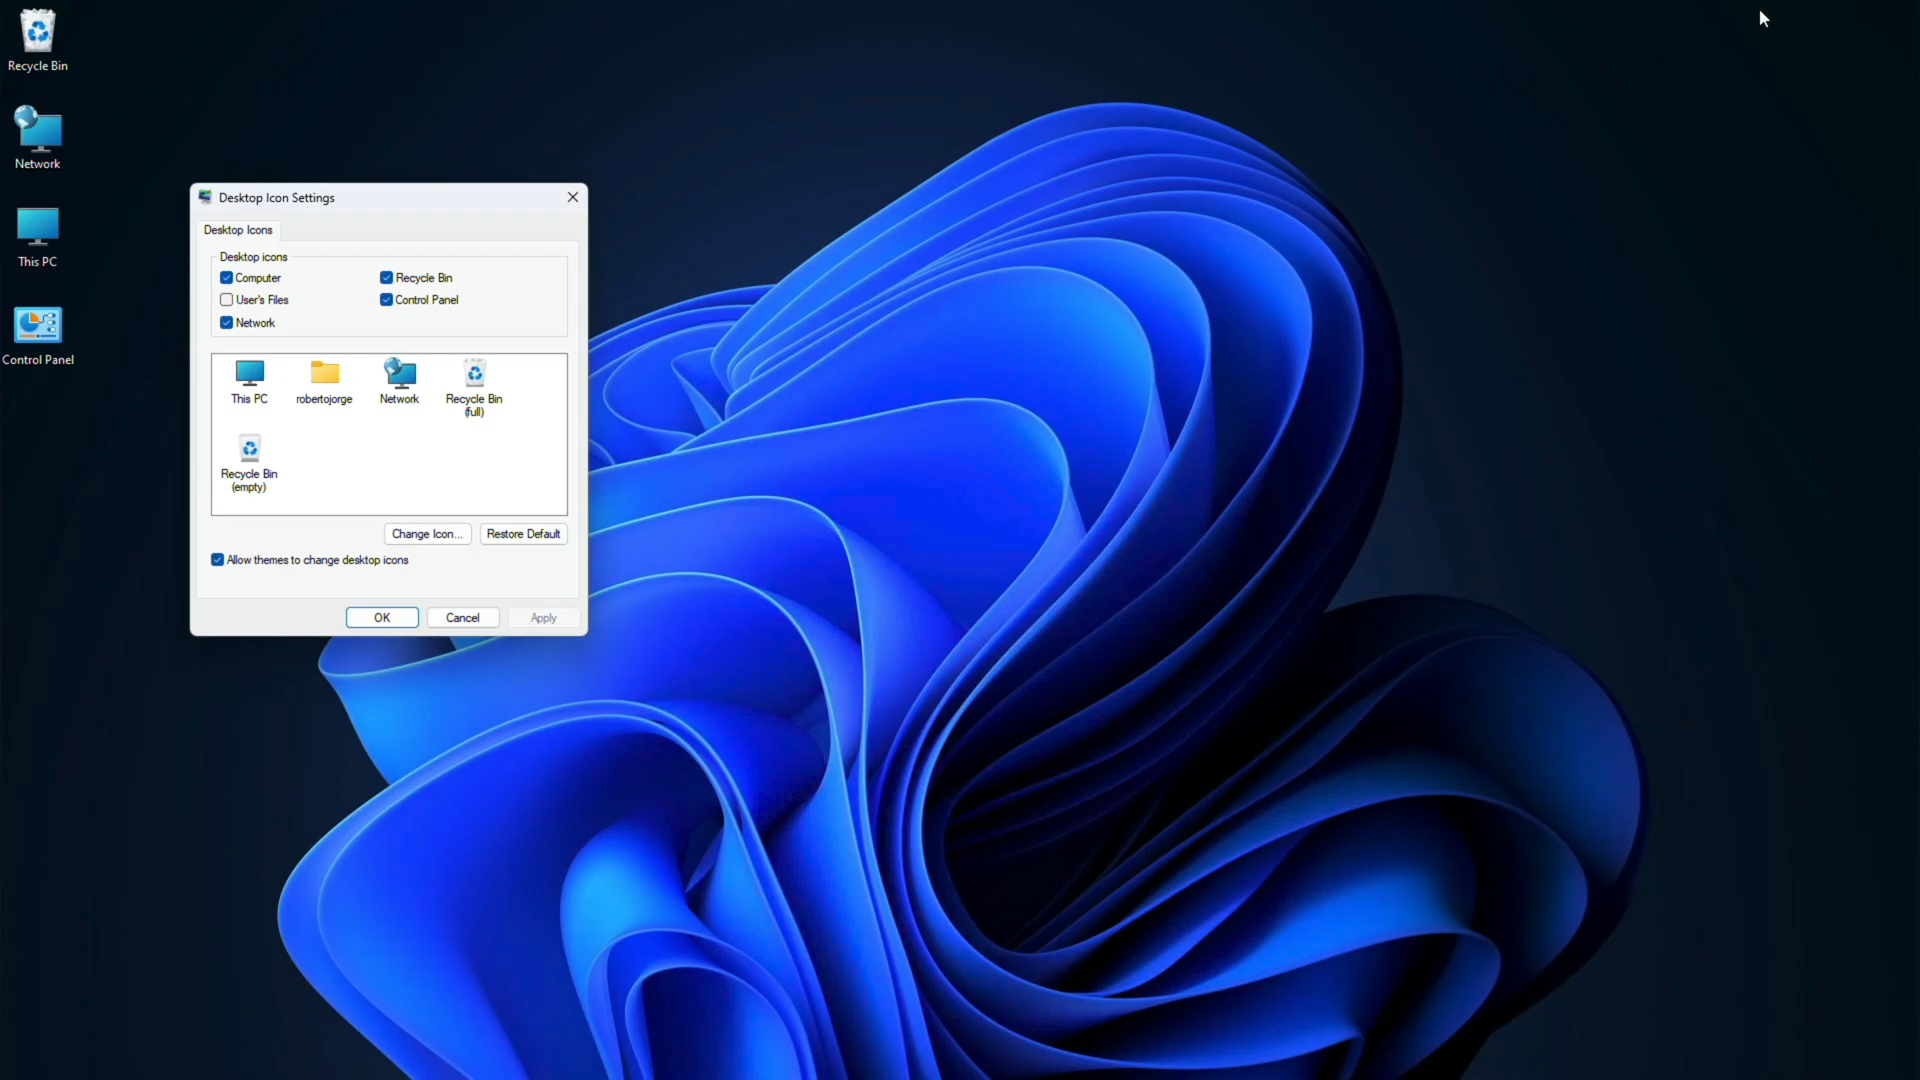 Recycle Bin
Network
This PC
Control Panel
Desktop Icon Settings
Desktop Icons
Desktop icons
Computer
Recycle Bin
User's Files
Control Panel
Network
This PC
robertojorge
Network
Recycle Bin
(full)
Recycle Bin
(empty)
Change Icon...
Restore Default
Allow themes to change desktop icons
OK
Cancel
Apply